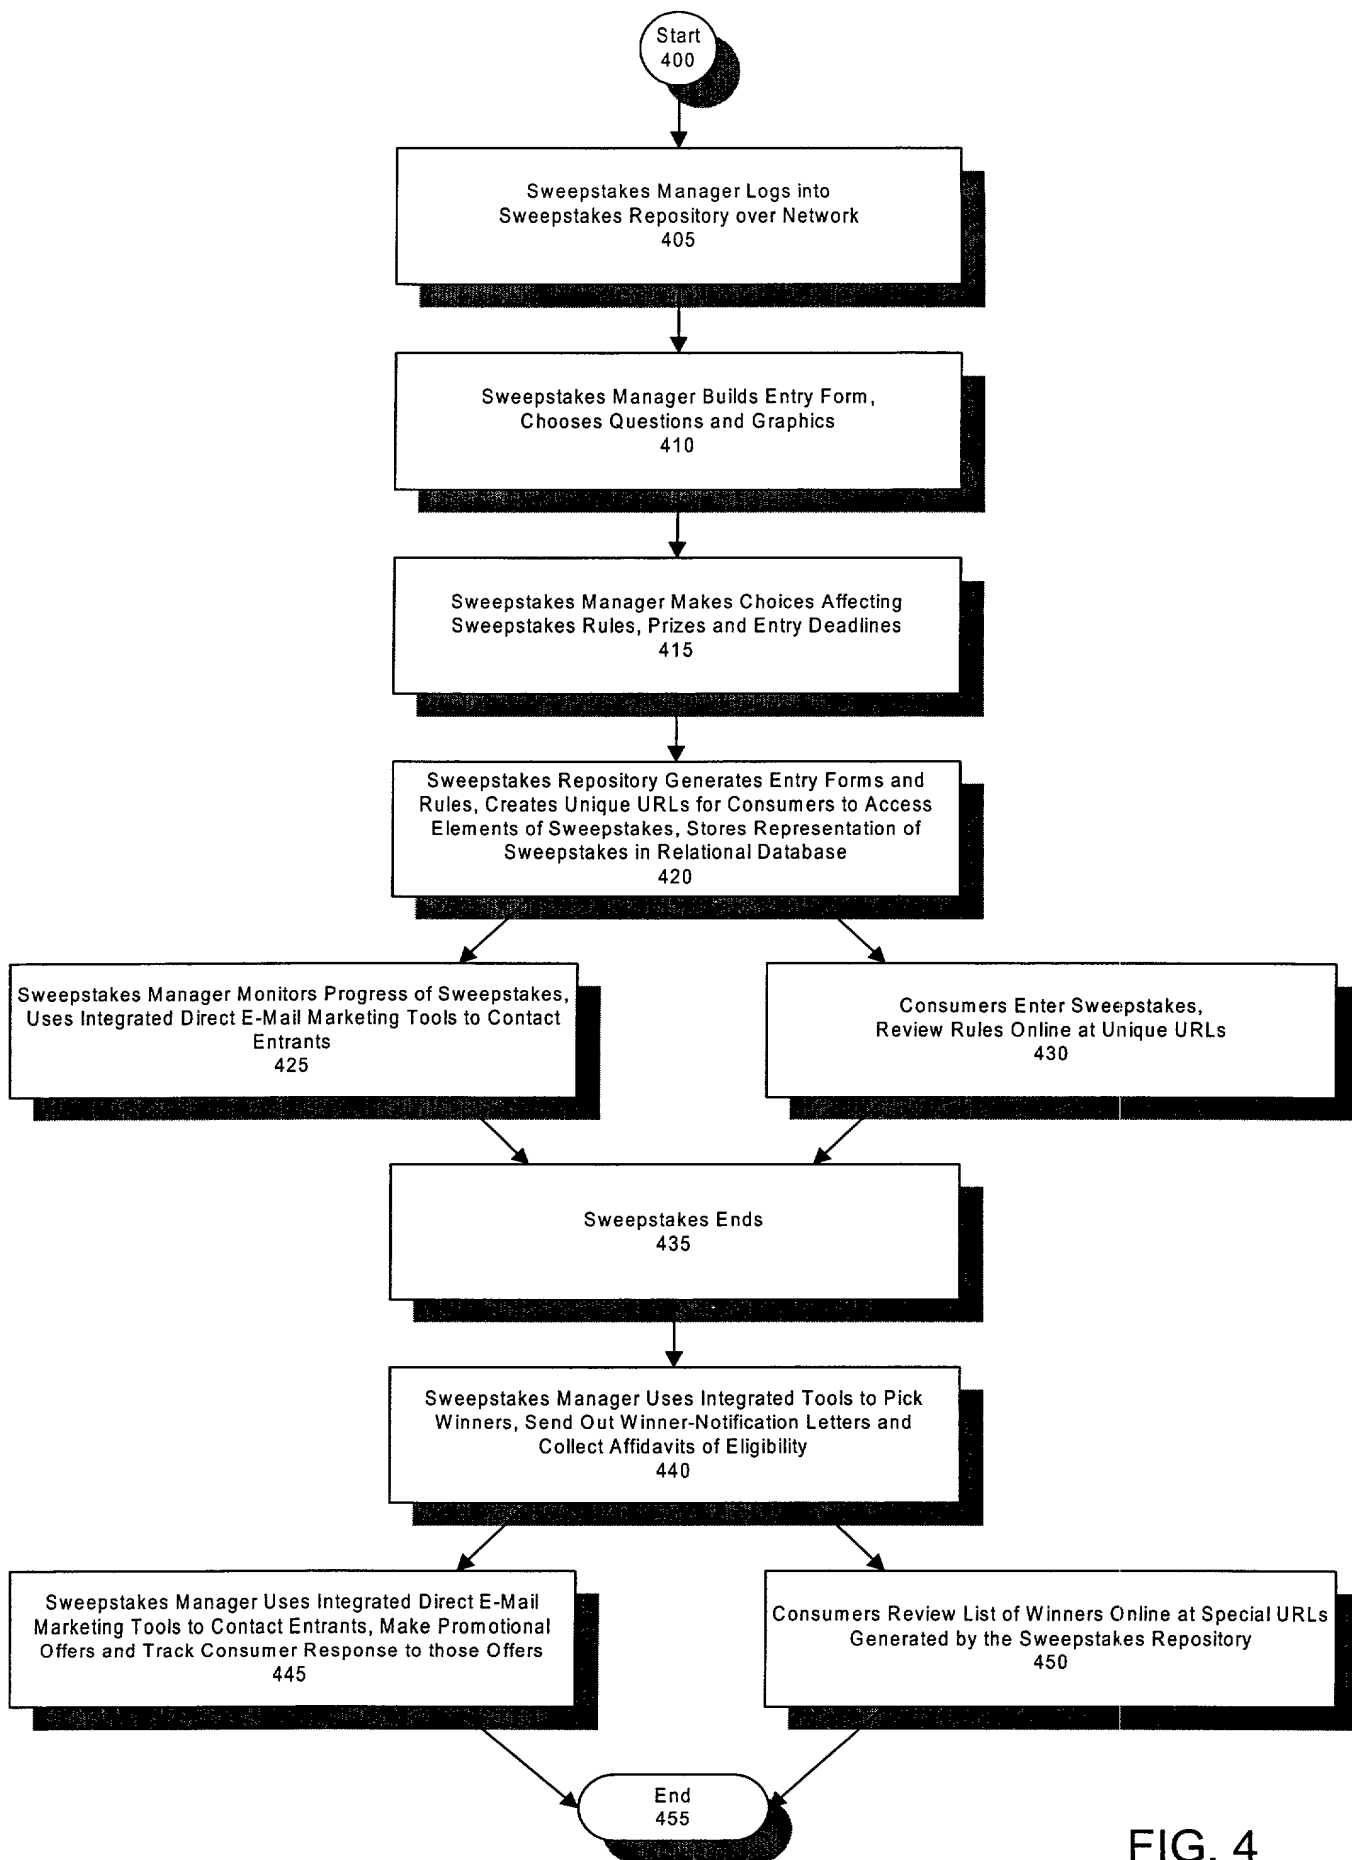 Start
400
Sweepstakes Manager Logs into
Sweepstakes Repository over Network
405
Sweepstakes Manager Builds Entry Form,
Chooses Questions and Graphics
410
Sweepstakes Manager Makes Choices Affecting
Sweepstakes Rules, Prizes and Entry Deadlines
415
Sweepstakes Repository Generates Entry Forms and
Rules, Creates Unique URLs for Consumers to Access
Elements of Sweepstakes, Stores Representation of
Sweepstakes in Relational Database
420
Sweepstakes Manager Monitors Progress of Sweepstakes,
Uses Integrated Direct E-Mail Marketing Tools to Contact
Entrants
425
Consumers Enter Sweepstakes,
Review Rules Online at Unique URLs
430
Sweepstakes Ends
435
Sweepstakes Manager Uses Integrated Tools to Pick
Winners, Send Out Winner-Notification Letters and
Collect Affidavits of Eligibility
440
Sweepstakes Manager Uses Integrated Direct E-Mail
Marketing Tools to Contact Entrants, Make Promotional
Offers and Track Consumer Response to those Offers
445
Consumers Review List of Winners Online at Special URLs
Generated by the Sweepstakes Repository
450
End
455
FIG. 4